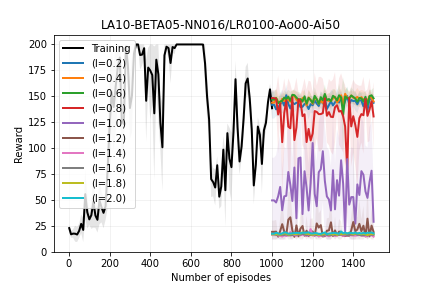 LA10-BETA05-NN016/LR0100-Ao00-Ai50
200
175
150
125
100
75
50
25
0
Reward
Training
(l=0.2)
(l=0.4)
(l=0.6)
(l=0.8)
(l=1.0)
(l=1.2)
(l=1.4)
(l=1.6)
(l=1.8)
(l=2.0)
0 200 400 600 800 1000 1200 1400
Number of episodes